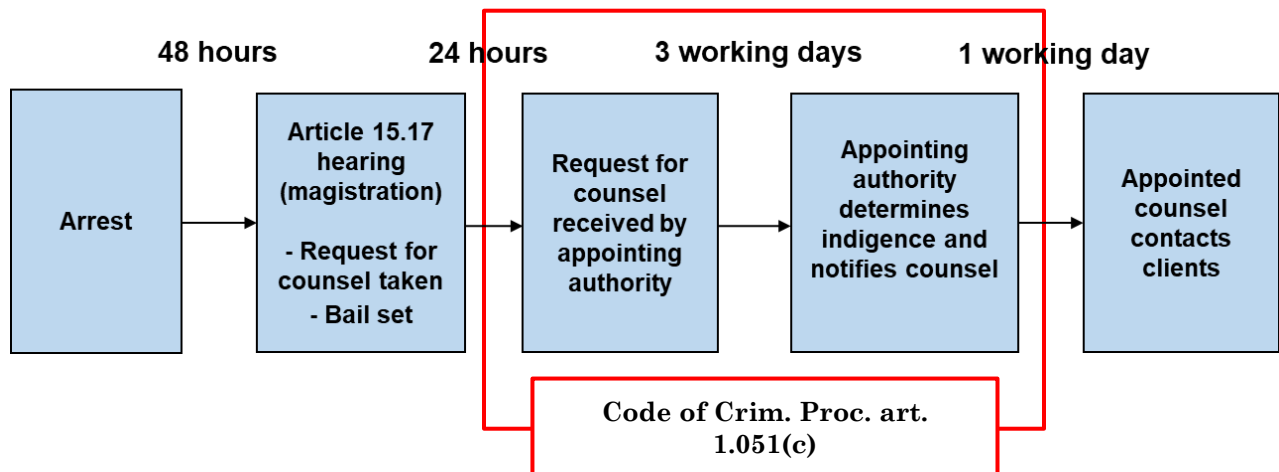 48 hours
24 hours
3 working days
1 working day
Arrest
Article 15.17
hearing
(magistration)
- Request for
counsel taken
- Bail set
Request for
counsel
received by
appointing
authority
Appointing
authority
determines
indigence and
notifies counsel
Appointed
counsel
contacts
clients
Code of Crim. Proc. art.
1.051(c)